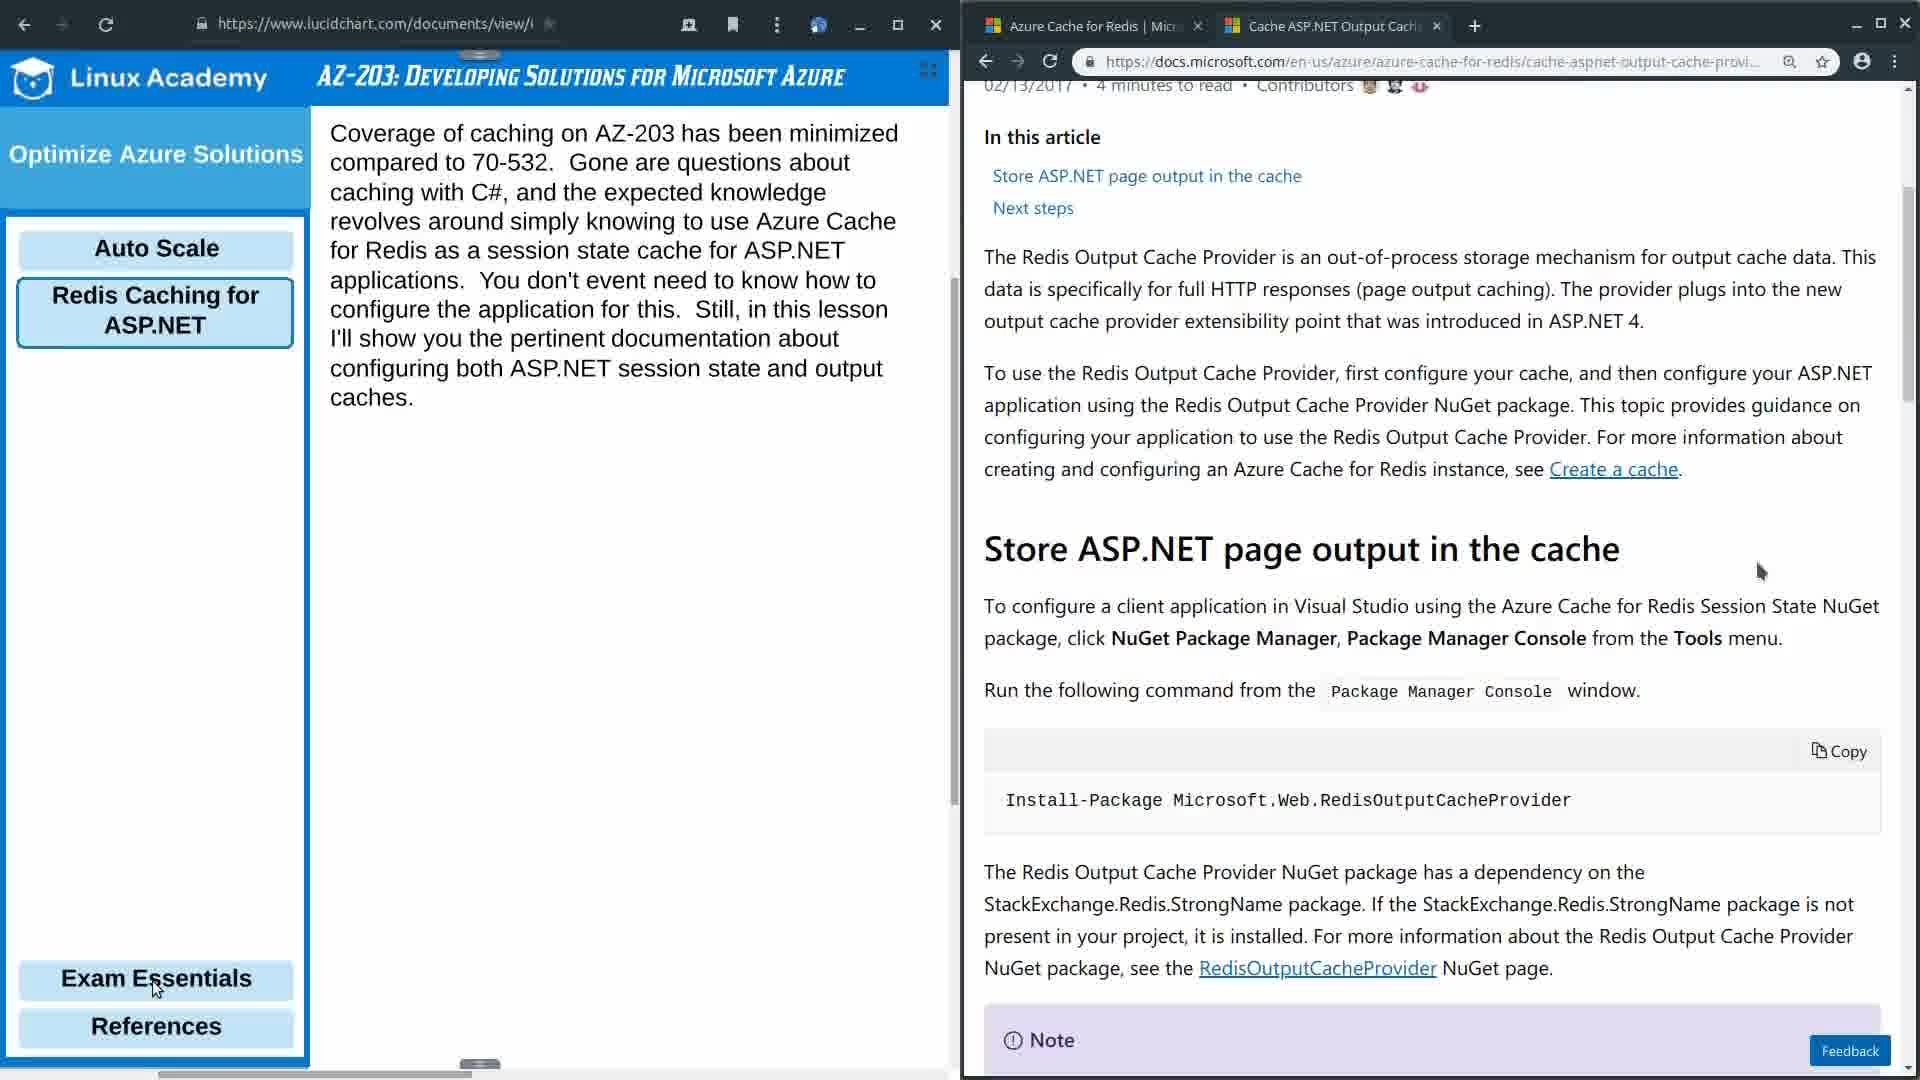 https://www.lucidchart.com/documents/view/
Linux Academy
AZ-203: Developing Solutions for Microsoft Azure
Optimize Azure Solutions
Auto Scale
Redis Caching for
ASP.NET
Exam Essentials
References
Coverage of caching on AZ-203 has been minimized
compared to 70-532.  Gone are questions about
caching with C#, and the expected knowledge
revolves around simply knowing to use Azure Cache
for Redis as a session state cache for ASP.NET
applications.  You don't event need to know how to
configure the application for this.  Still, in this lesson
I'll show you the pertinent documentation about
configuring both ASP.NET session state and output
caches.
Azure Cache for Redis | Micr
Cache ASP.NET Output Cach
https://docs.microsoft.com/en-us/azure/azure-cache-for-redis/cache-aspnet-output-cache-provi...
02/13/2017 • 4 minutes to read • Contributors
In this article
Store ASP.NET page output in the cache
Next steps
The Redis Output Cache Provider is an out-of-process storage mechanism for output cache data. This
data is specifically for full HTTP responses (page output caching). The provider plugs into the new
output cache provider extensibility point that was introduced in ASP.NET 4.
To use the Redis Output Cache Provider, first configure your cache, and then configure your ASP.NET
application using the Redis Output Cache Provider NuGet package. This topic provides guidance on
configuring your application to use the Redis Output Cache Provider. For more information about
creating and configuring an Azure Cache for Redis instance, see Create a cache.
Store ASP.NET page output in the cache
To configure a client application in Visual Studio using the Azure Cache for Redis Session State NuGet
package, click NuGet Package Manager, Package Manager Console from the Tools menu.
Run the following command from the Package Manager Console window.
Copy
Install-Package Microsoft.Web.RedisOutputCacheProvider
The Redis Output Cache Provider NuGet package has a dependency on the
StackExchange.Redis.StrongName package. If the StackExchange.Redis.StrongName package is not
present in your project, it is installed. For more information about the Redis Output Cache Provider
NuGet package, see the RedisOutputCacheProvider NuGet page.
Note
Feedback